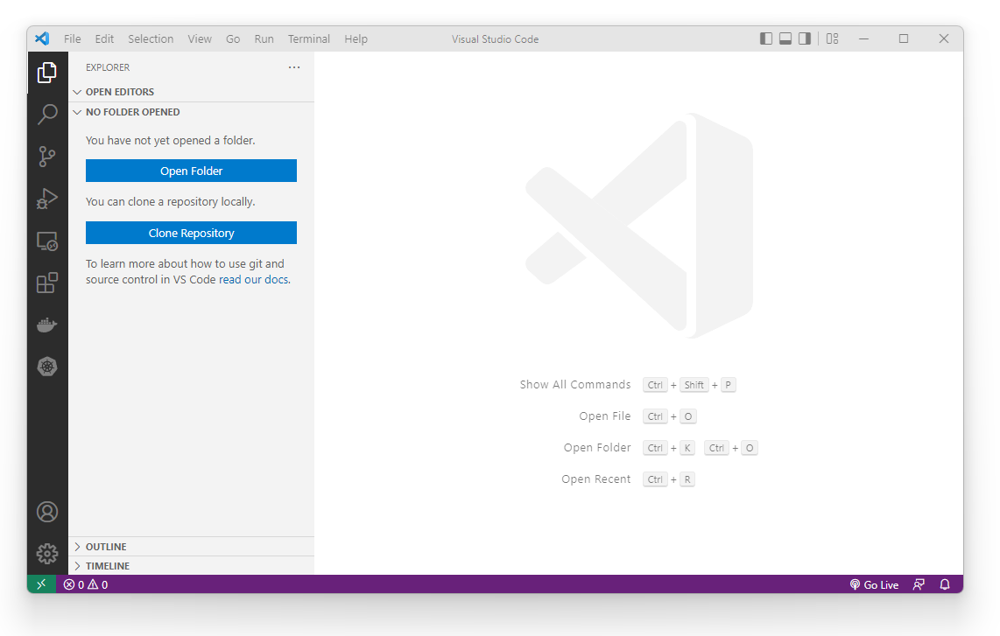 File Edit Selection View Go Run Terminal Help Visual Studio Code
EXPLORER
OPEN EDITORS
NO FOLDER OPENED
You have not yet opened a folder.
Open Folder
You can clone a repository locally.
Clone Repository
To learn more about how to use git and
source control in VS Code read our docs.
OUTLINE
TIMELINE
Show All Commands Ctrl + Shift + P
Open File Ctrl + O
Open Folder Ctrl + K Ctrl + O
Open Recent Ctrl + R
0 0 Go Live